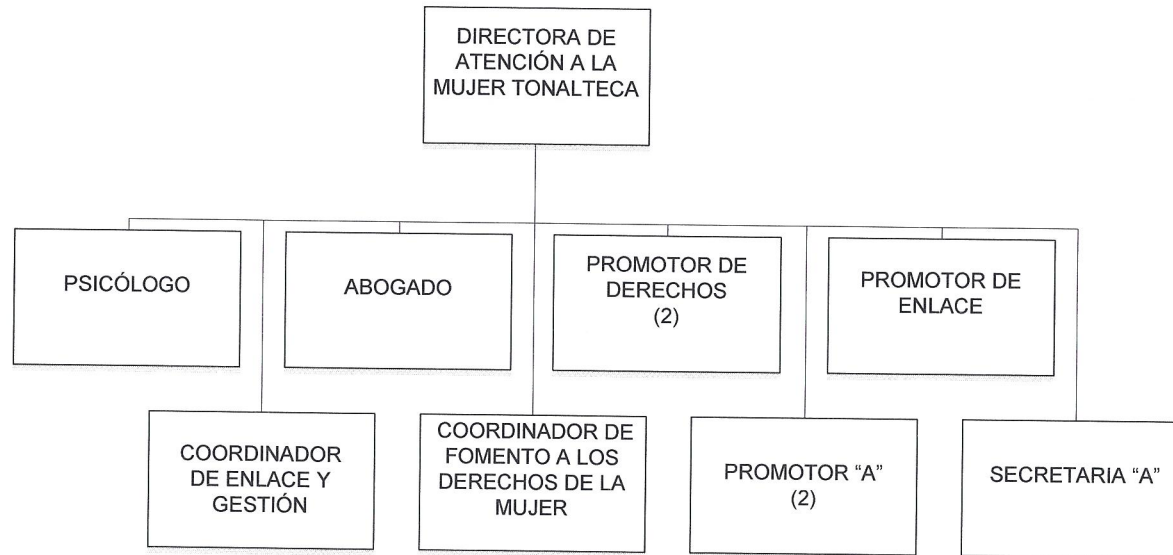 DIRECTORA DE
ATENCIÓN A LA
MUJER TONALTECA
PSICÓLOGO
ABOGADO
PROMOTOR DE
DERECHOS
(2)
PROMOTOR DE
ENLACE
COORDINADOR
DE ENLACE Y
GESTIÓN
COORDINADOR DE
FOMENTO A LOS
DERECHOS DE LA
MUJER
PROMOTOR “A”
(2)
SECRETARIA “A”